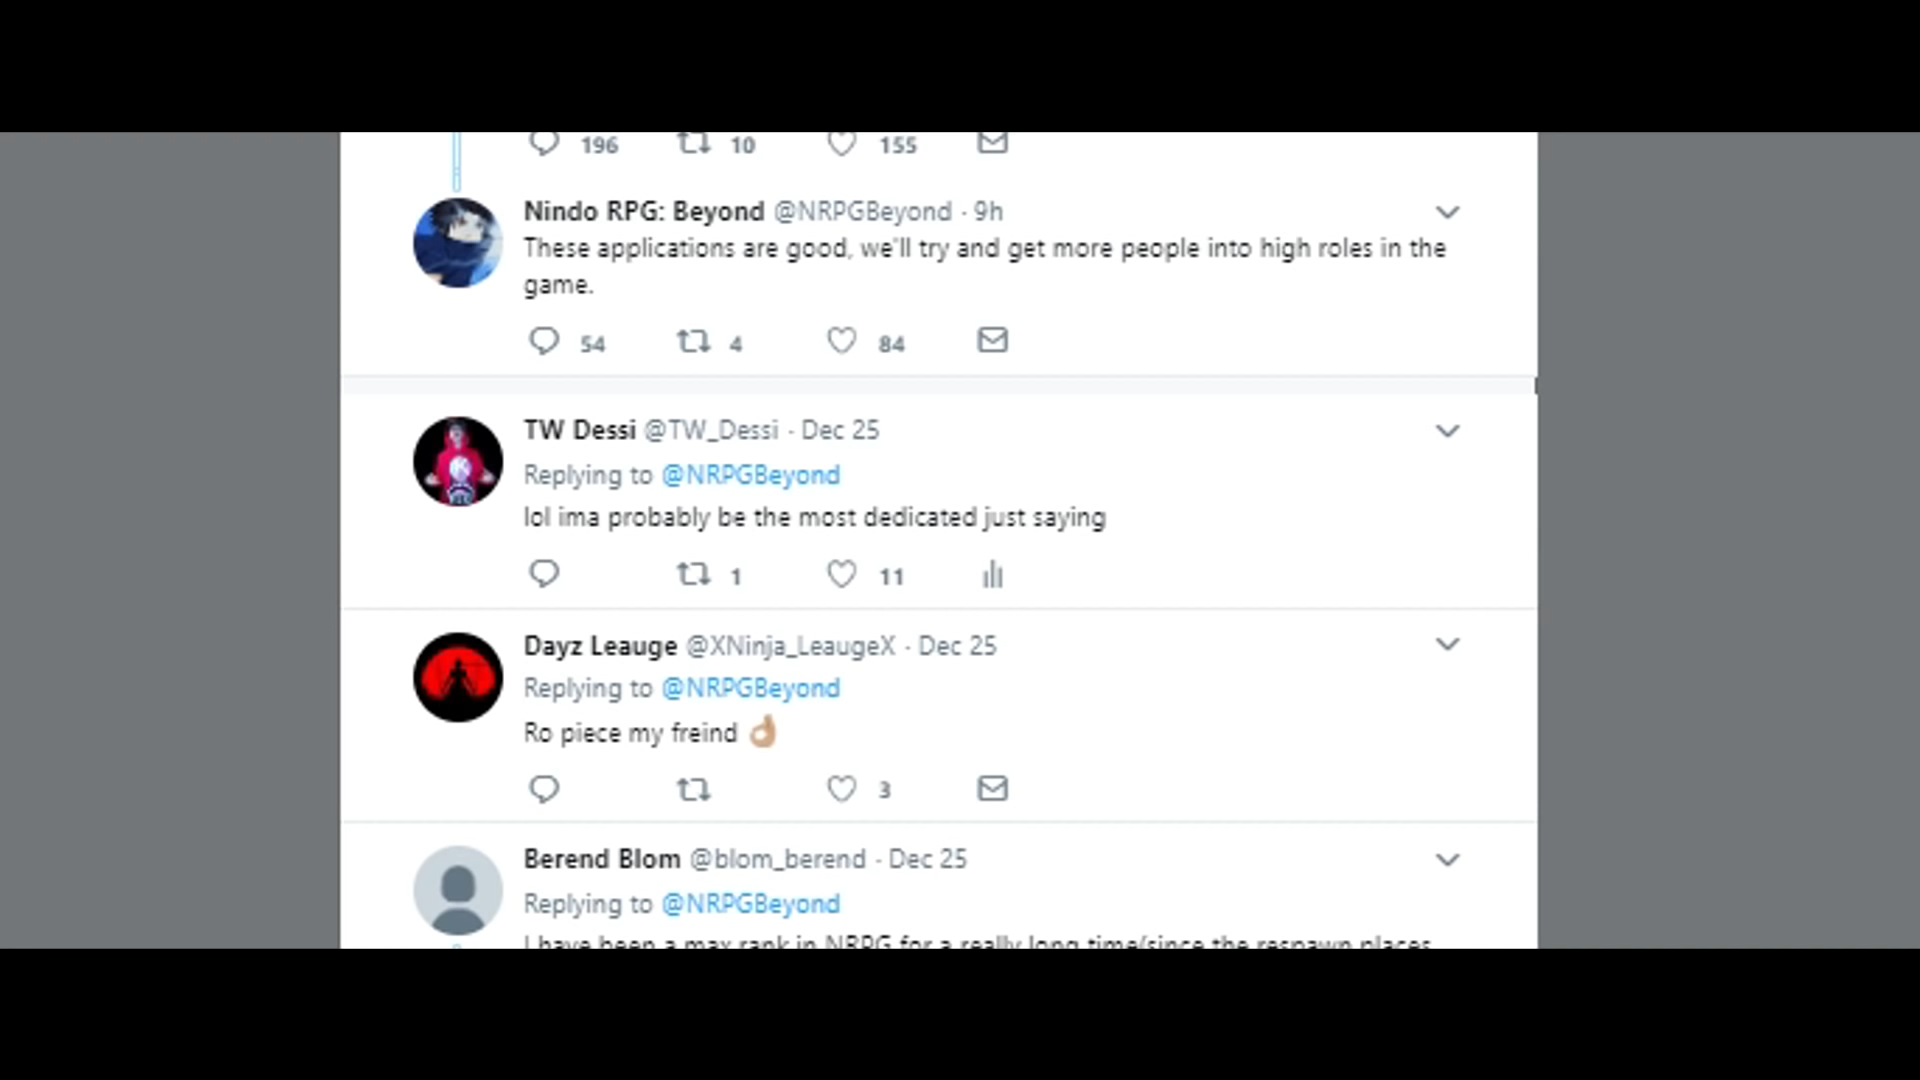 196 10 155
Nindo RPG: Beyond @NRPGBeyond · 9h
These applications are good, we'll try and get more people into high roles in the
game.
54 4 84
TW Dessi @TW_Dessi · Dec 25
Replying to @NRPGBeyond
lol ima probably be the most dedicated just saying
1 11
Dayz Leauge @XNinja_LeaugeX · Dec 25
Replying to @NRPGBeyond
Ro piece my freind 👌🏼
3
Berend Blom @blom_berend · Dec 25
Replying to @NRPGBeyond
I have been a max rank in NRPG for a really long time/since the respawn places